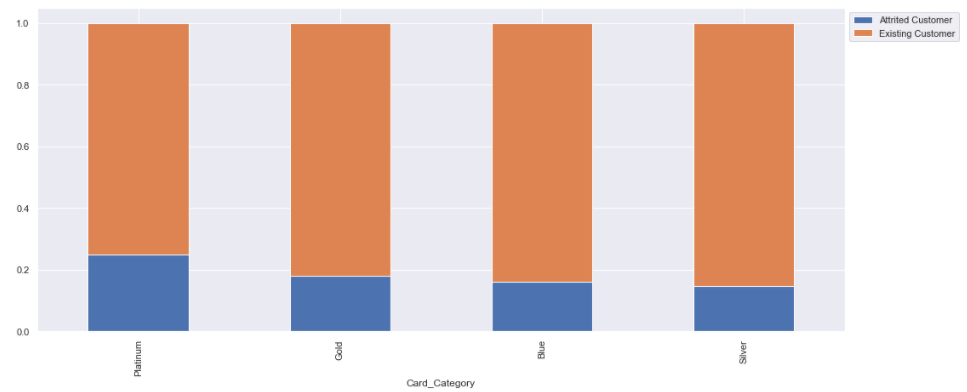 1.0
0.8
0.6
0.4
0.2
0.0
Platinum
Gold
Blue
Silver
Card_Category
Attrited Customer
Existing Customer